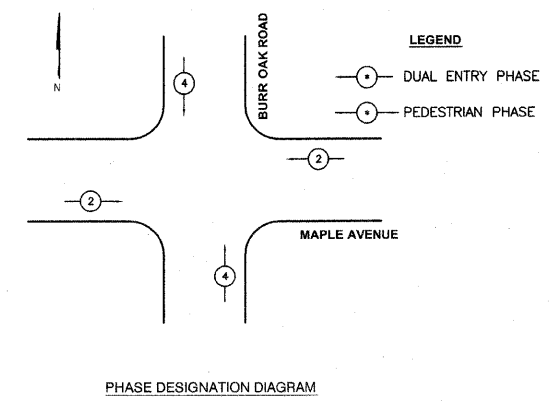 N
4
BURR OAK ROAD
LEGEND
* DUAL ENTRY PHASE
* PEDESTRIAN PHASE
2
2
MAPLE AVENUE
4
PHASE DESIGNATION DIAGRAM